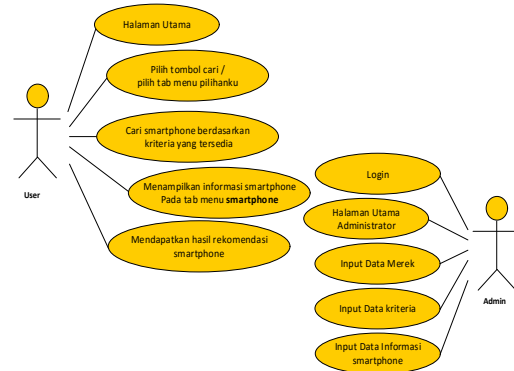 Halaman Utama
Pilih tombol cari /
pilih tab menu pilihanku
Cari smartphone berdasarkan
kriteria yang tersedia
Menampilkan informasi smartphone
Pada tab menu smartphone
Mendapatkan hasil rekomendasi
smartphone
User
Login
Halaman Utama
Administrator
Input Data Merek
Input Data kriteria
Input Data Informasi
smartphone
Admin